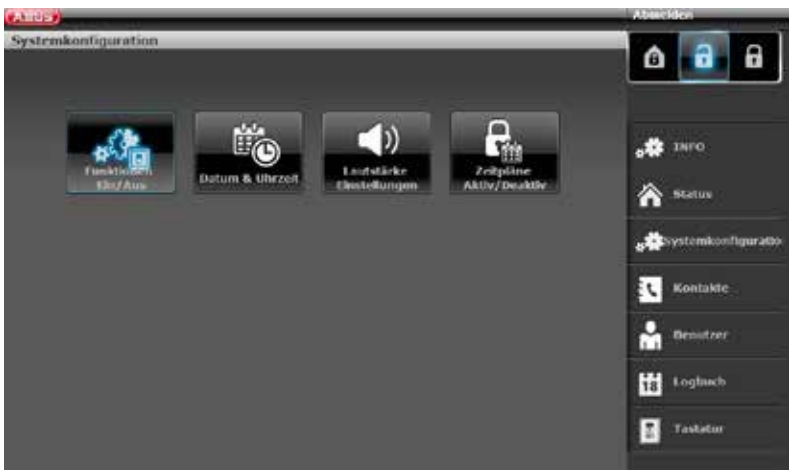 ABUS
Abmelden
Systemkonfiguration
Funktionen
Ein/Aus
Datum & Uhrzeit
Lautstärke
Einstellungen
Zeitpläne
Aktiv/Deaktiv
INFO
Status
Systemkonfiguratio
Kontakte
Benutzer
18
Logbuch
Tastatur